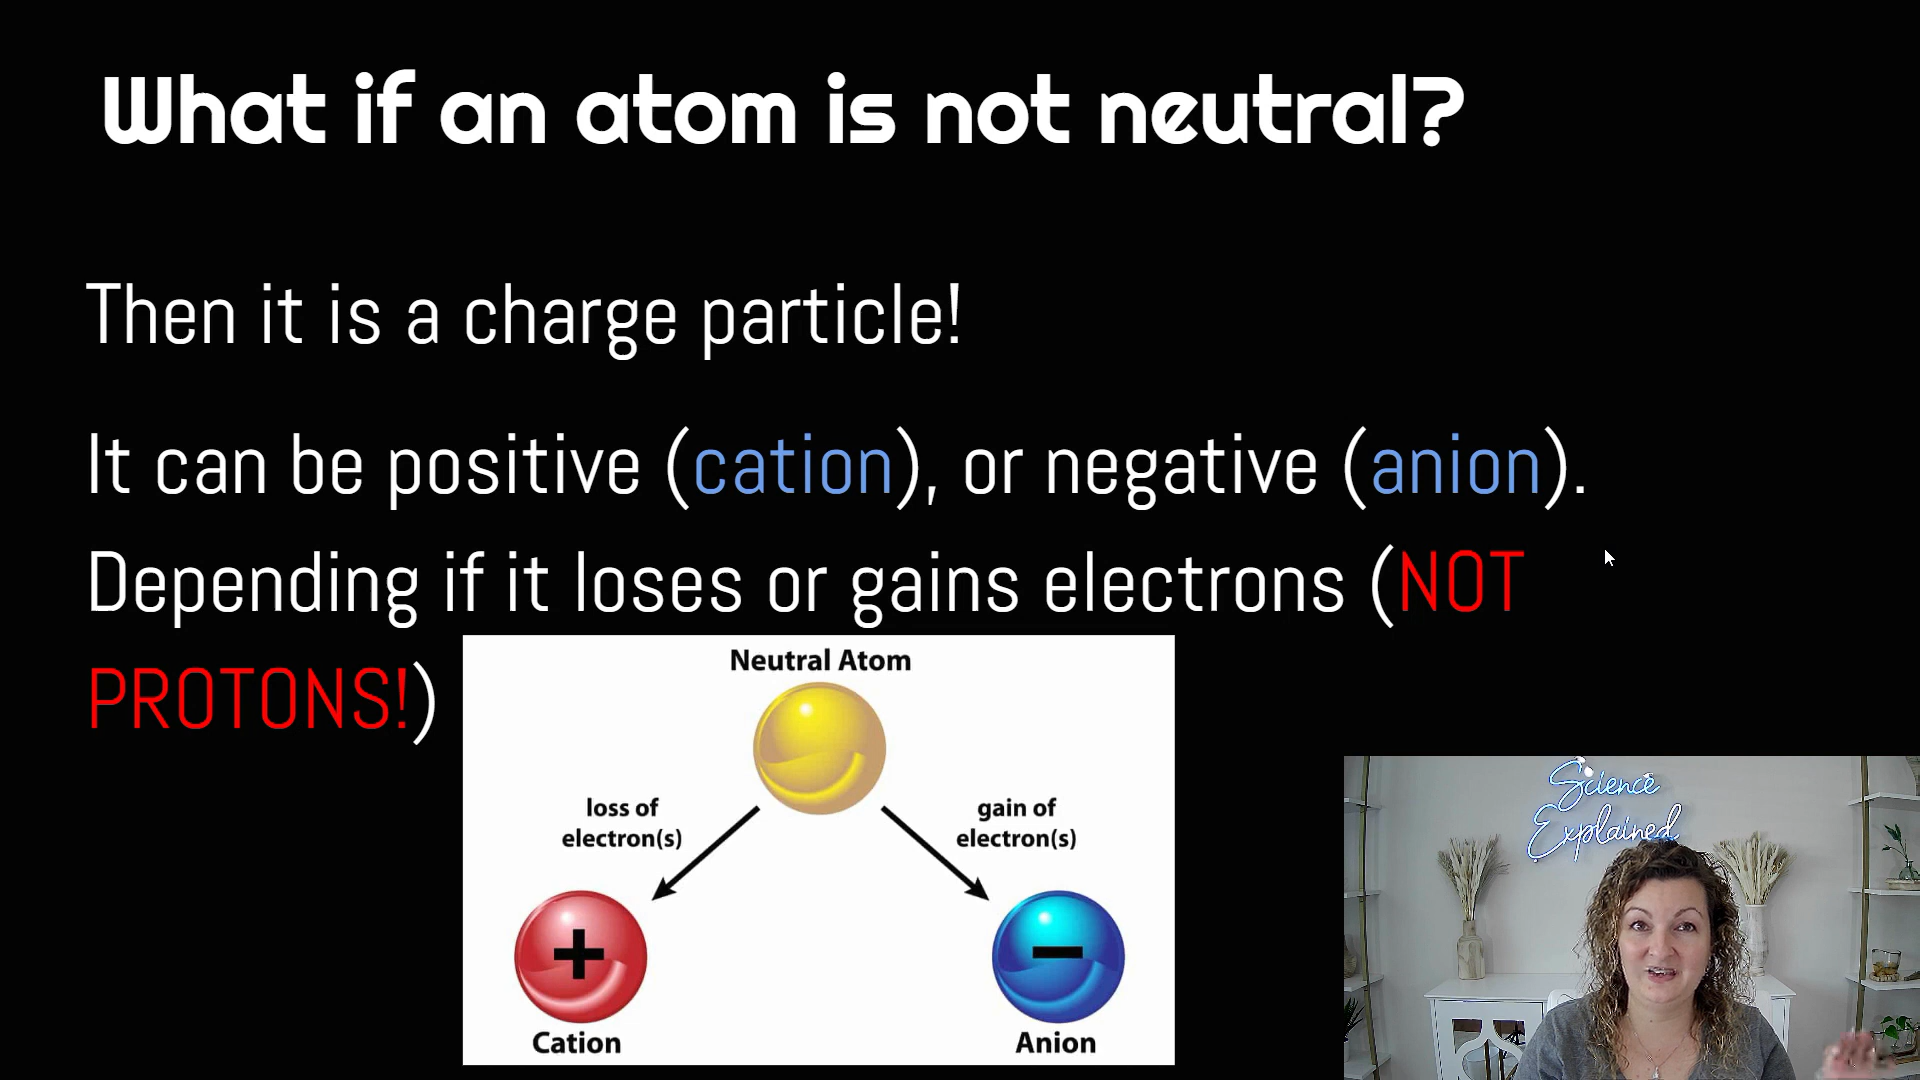 What if an atom is not neutral?
Then it is a charge particle!
It can be positive (cation), or negative (anion).
Depending if it loses or gains electrons (NOT
PROTONS!)
Neutral Atom
loss of
electron(s)
gain of
electron(s)
+
−
Cation
Anion
Science
Explained